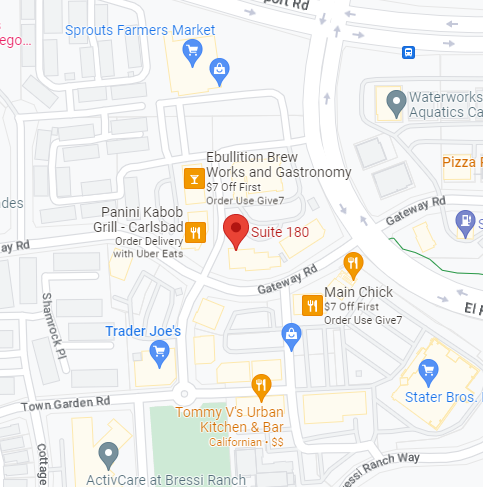 port Rd
Sprouts Farmers Market
ego...
Waterworks
Aquatics Ca
Ebullition Brew
Works and Gastronomy
$7 Off First
Order Use Give7
Pizza
des
Panini Kabob
Grill - Carlsbad
Order Delivery
with Uber Eats
Suite 180
Gateway Rd
ay Rd
Gateway Rd
Main Chick
$7 Off First
Order Use Give7
Shamrock Pl
El
Trader Joe's
Stater Bros.
Town Garden Rd
Tommy V's Urban
Kitchen & Bar
Californian • $$
Cottage
ActivCare at Bressi Ranch
essi Ranch Way